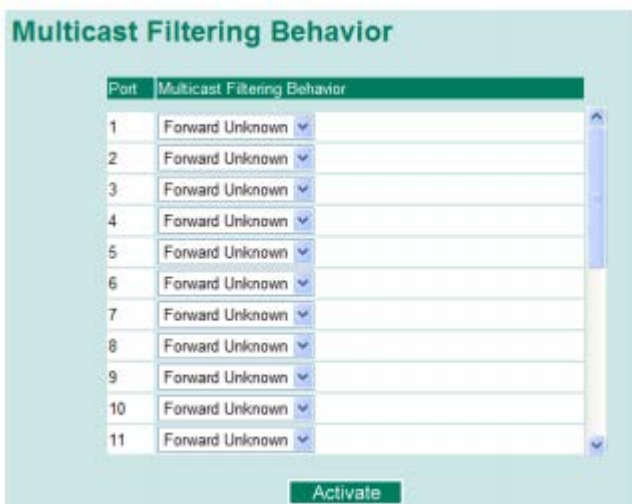 Multicast Filtering Behavior
Port Multicast Filtering Behavior
1 Forward Unknown
2 Forward Unknown
3 Forward Unknown
4 Forward Unknown
5 Forward Unknown
6 Forward Unknown
7 Forward Unknown
8 Forward Unknown
9 Forward Unknown
10 Forward Unknown
11 Forward Unknown
Activate